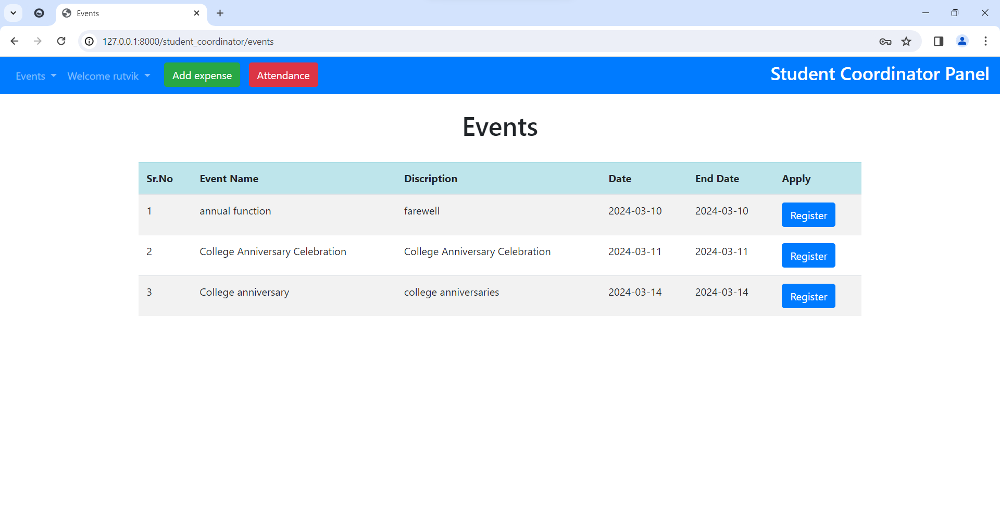 Events
127.0.0.1:8000/student_coordinator/events
Events Welcome rutvik Add expense Attendance Student Coordinator Panel
Events
Sr.No Event Name Discription Date End Date Apply
1 annual function farewell 2024-03-10 2024-03-10 Register
2 College Anniversary Celebration College Anniversary Celebration 2024-03-11 2024-03-11 Register
3 College anniversary college anniversaries 2024-03-14 2024-03-14 Register